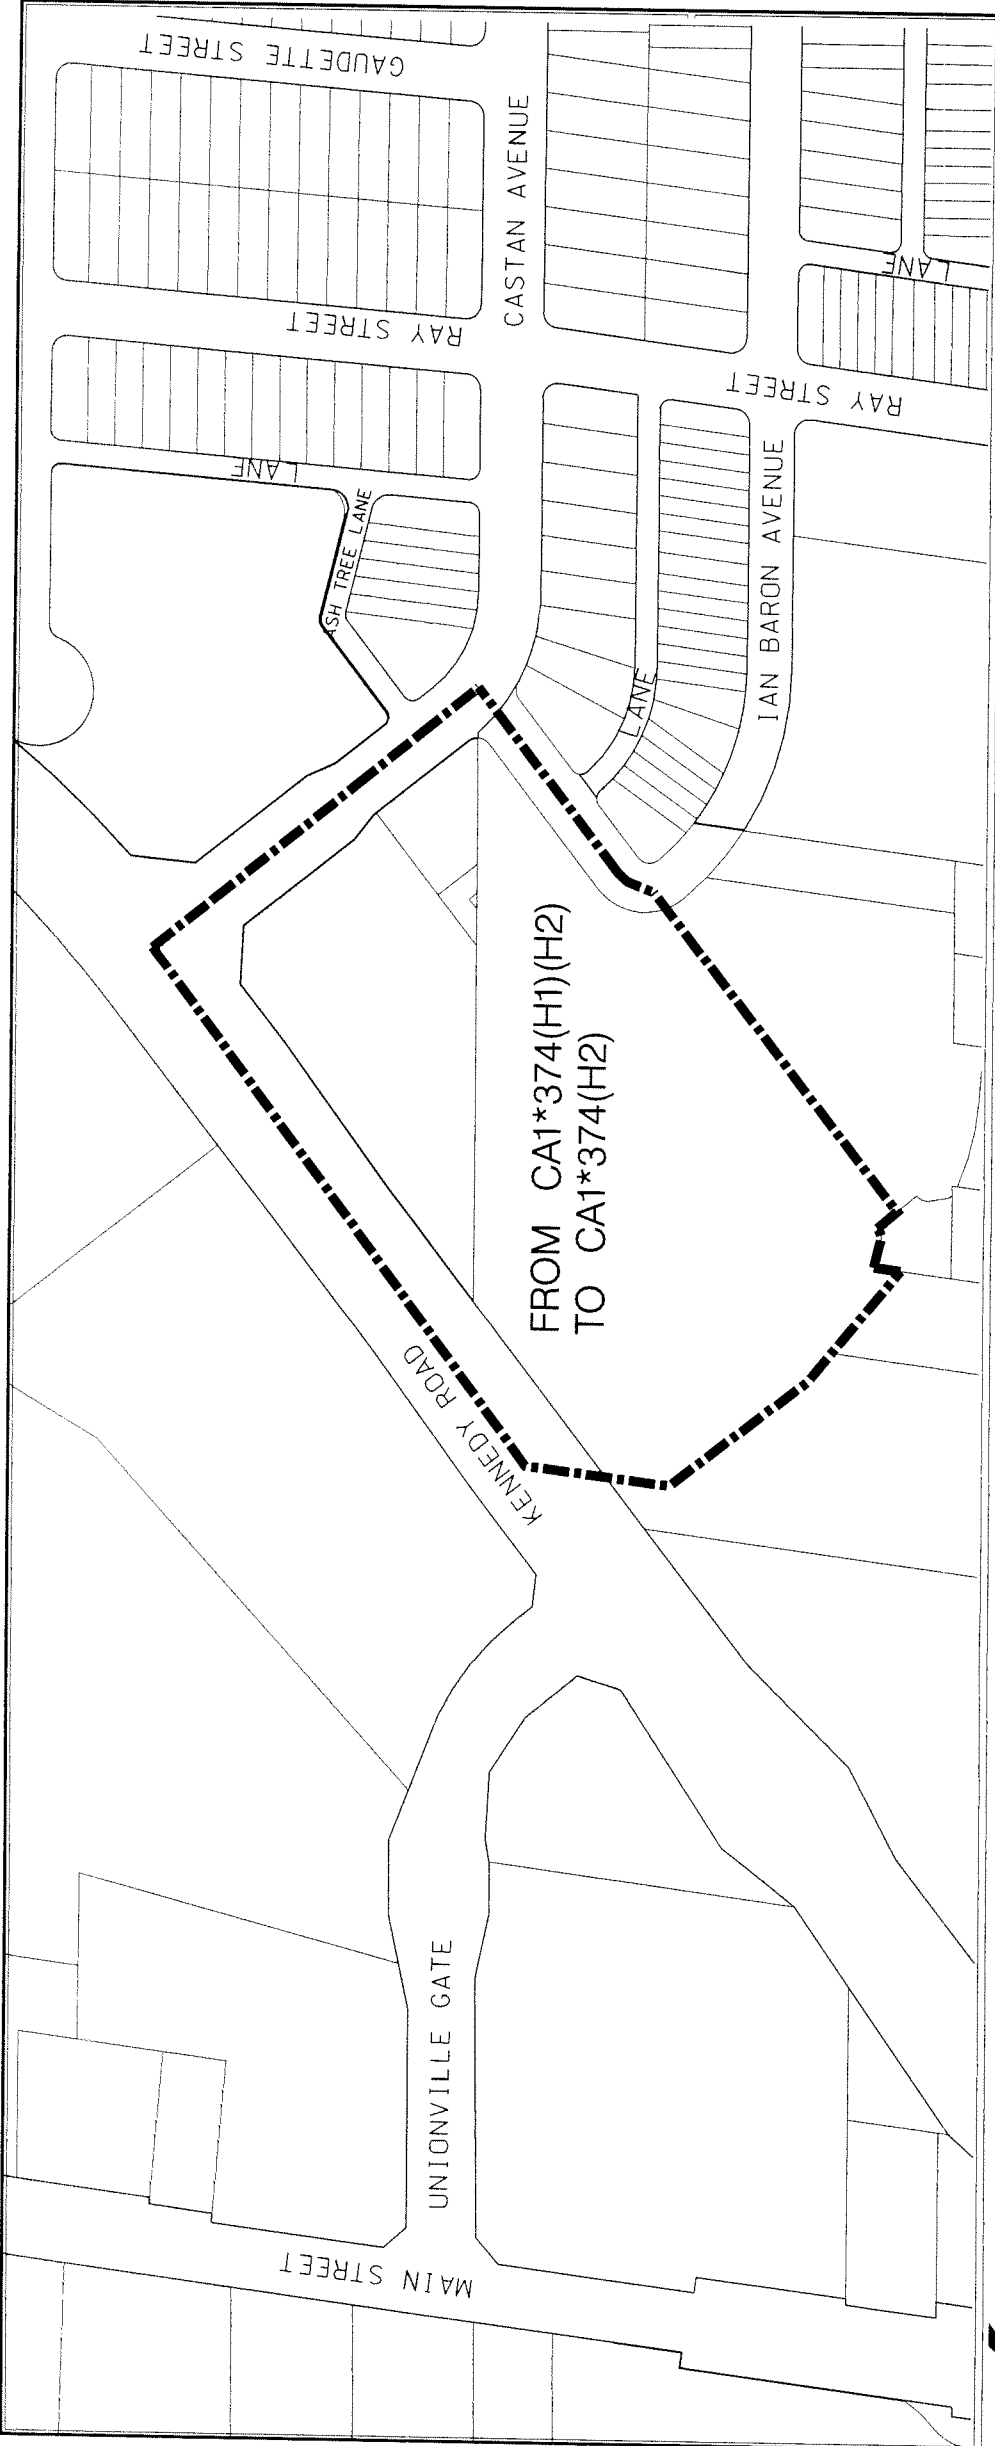 GAUDETTE STREET
CASTAN AVENUE
RAY STREET
LANE
RAY STREET
LANE
ASH TREE LANE
IAN BARON AVENUE
LANE
FROM CA1*374(H1)(H2)
TO CA1*374(H2)
KENNEDY ROAD
UNIONVILLE GATE
MAIN STREET